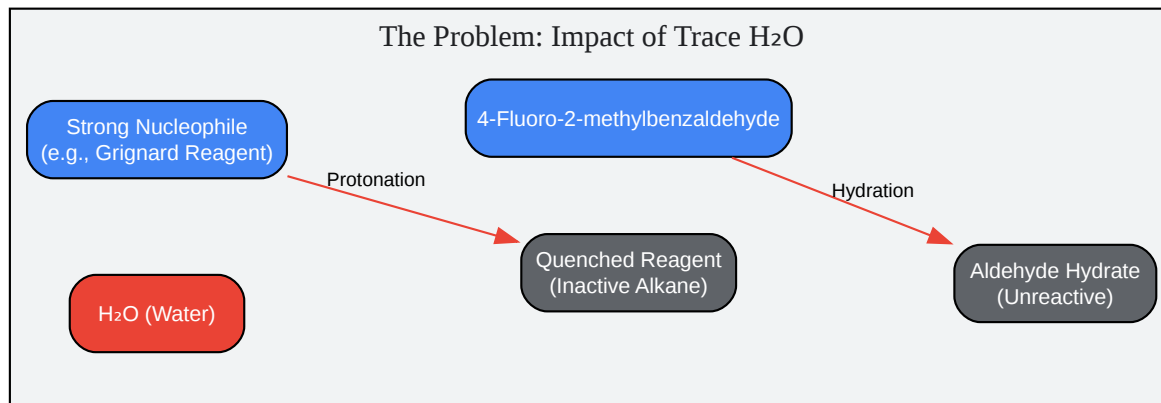 The Problem: Impact of Trace H₂O
Strong Nucleophile
(e.g., Grignard Reagent)
4-Fluoro-2-methylbenzaldehyde
Protonation
Hydration
Quenched Reagent
(Inactive Alkane)
Aldehyde Hydrate
(Unreactive)
H₂O (Water)